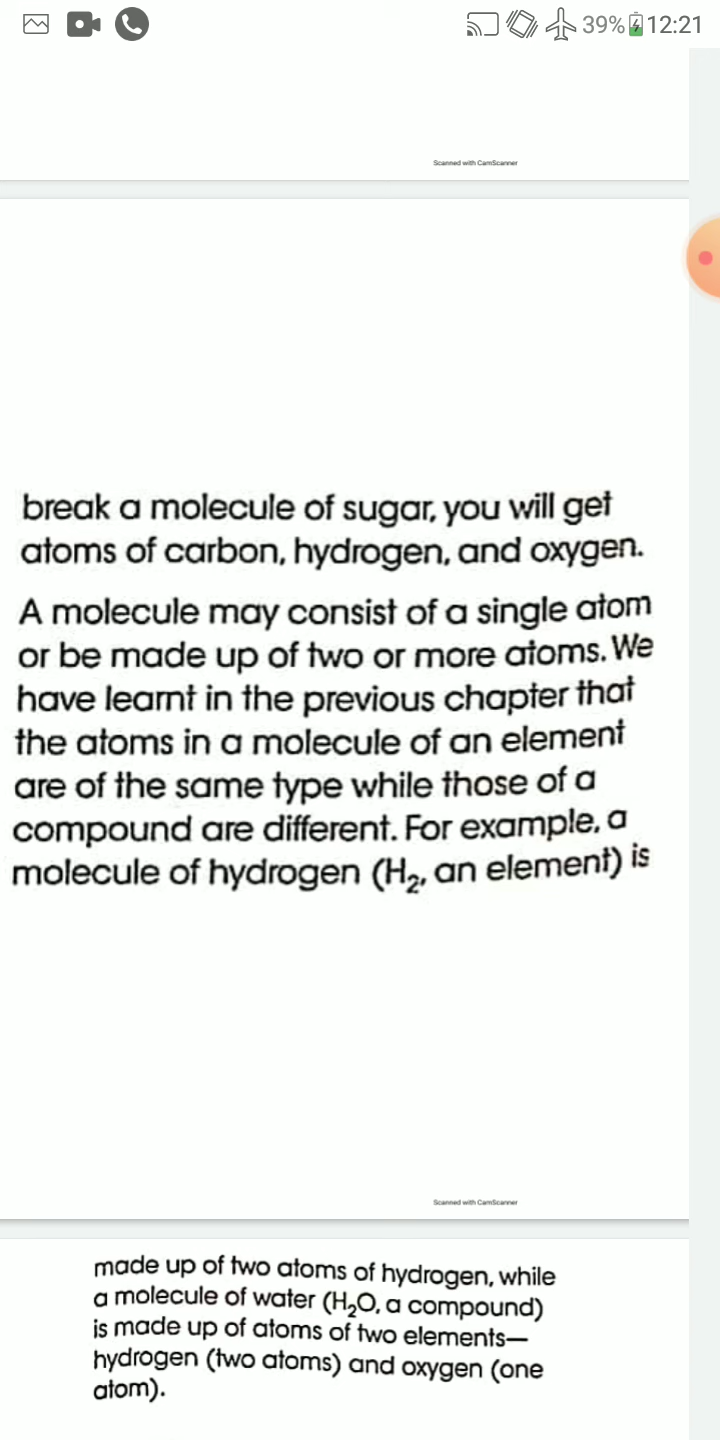 39% 12:21
Scanned with CamScanner
break a molecule of sugar, you will get
atoms of carbon, hydrogen, and oxygen.
A molecule may consist of a single atom
or be made up of two or more atoms. We
have learnt in the previous chapter that
the atoms in a molecule of an element
are of the same type while those of a
compound are different. For example, a
molecule of hydrogen (H₂, an element) is
Scanned with CamScanner
made up of two atoms of hydrogen, while
a molecule of water (H₂O, a compound)
is made up of atoms of two elements—
hydrogen (two atoms) and oxygen (one
atom).